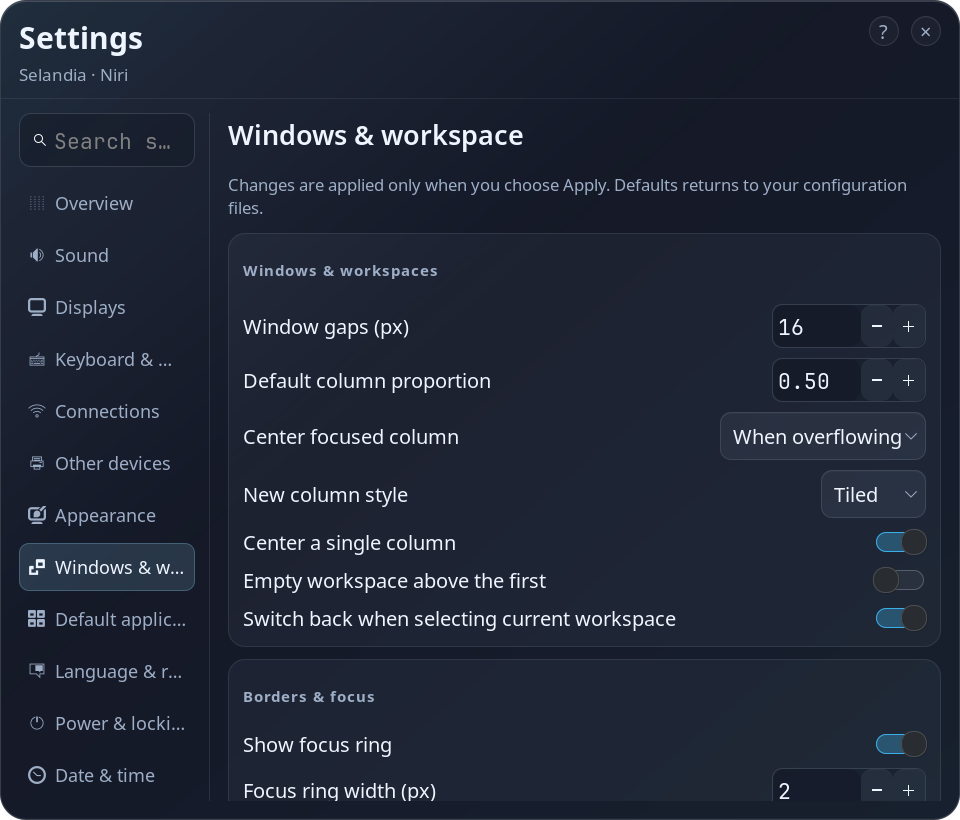 Settings
Selandia · Niri
?
×
Search s…
Overview
Sound
Displays
Keyboard & …
Connections
Other devices
Appearance
Windows & w…
Default applic…
Language & r…
Power & locki…
Date & time
Windows & workspace
Changes are applied only when you choose Apply. Defaults returns to your configuration
files.
Windows & workspaces
Window gaps (px) 16 − +
Default column proportion 0.50 − +
Center focused column When overflowing
New column style Tiled
Center a single column
Empty workspace above the first
Switch back when selecting current workspace
Borders & focus
Show focus ring
Focus ring width (px) 2 − +